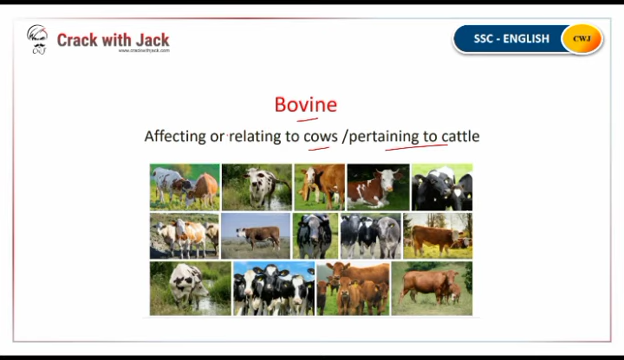 Crack with Jack
www.crackwithjack.com
SSC - ENGLISH
CWJ
Bovine
Affecting or relating to cows /pertaining to cattle